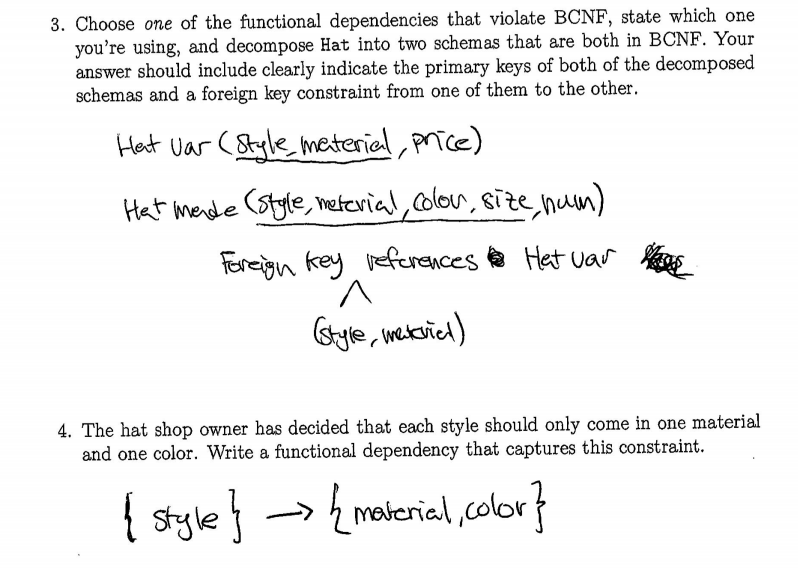 3. Choose one of the functional dependencies that violate BCNF, state which one
you're using, and decompose Hat into two schemas that are both in BCNF. Your
answer should include clearly indicate the primary keys of both of the decomposed
schemas and a foreign key constraint from one of them to the other.
Hat Var (style, material, price)
Hat Made (style, material, colour, size, num)
Foreign key references Hat Var
(style, material)
4. The hat shop owner has decided that each style should only come in one material
and one color. Write a functional dependency that captures this constraint.
{ style } → { material, color }